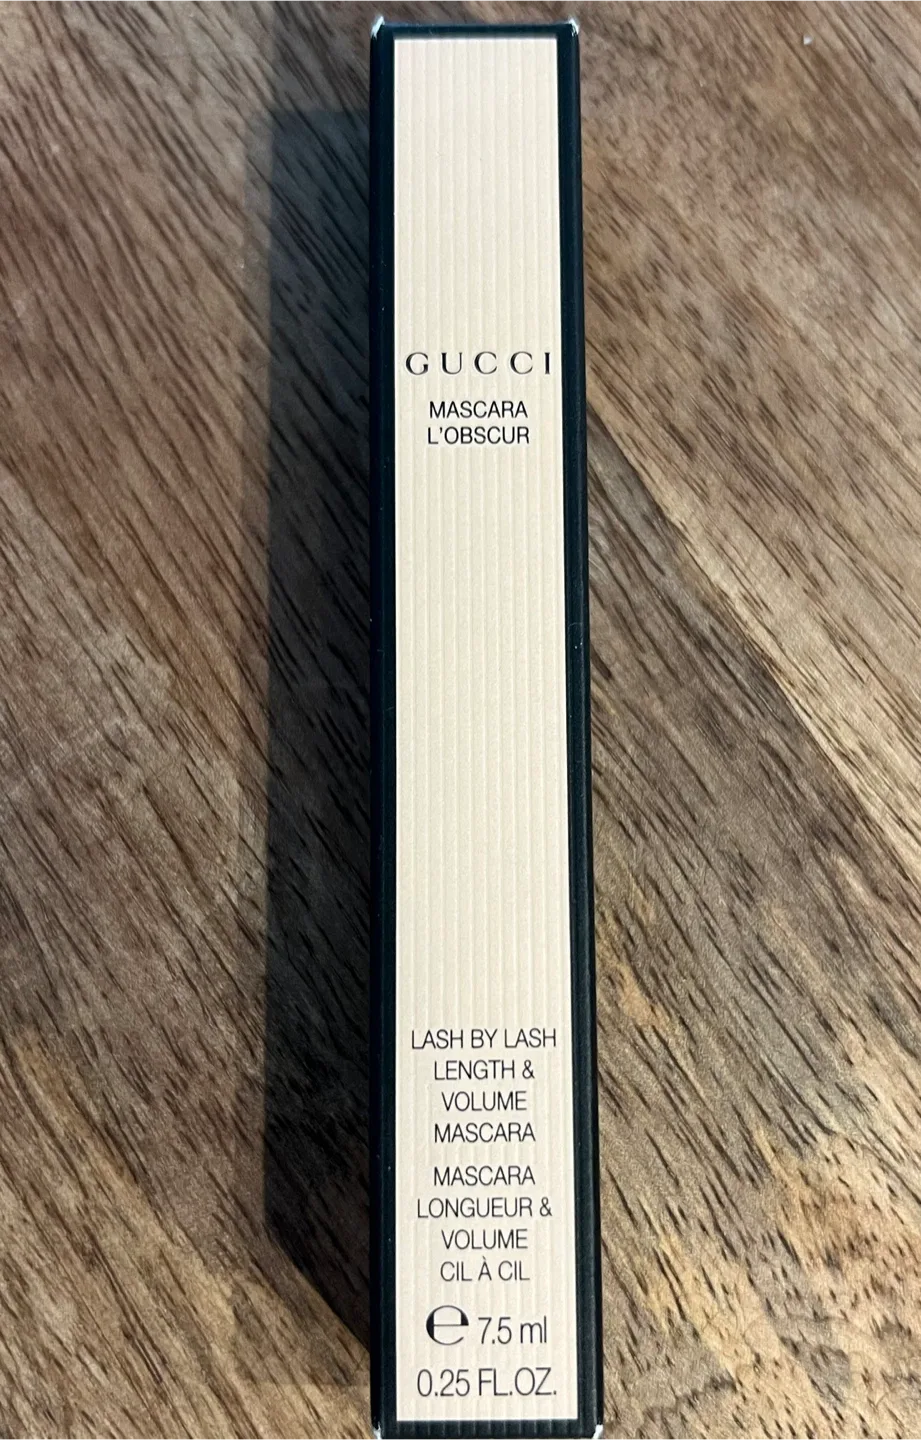 GUCCI
MASCARA
L'OBSCUR
LASH BY LASH
LENGTH &
VOLUME
MASCARA
MASCARA
LONGUEUR &
VOLUME
CIL À CIL
℮ 7.5 ml
0.25 FL.OZ.